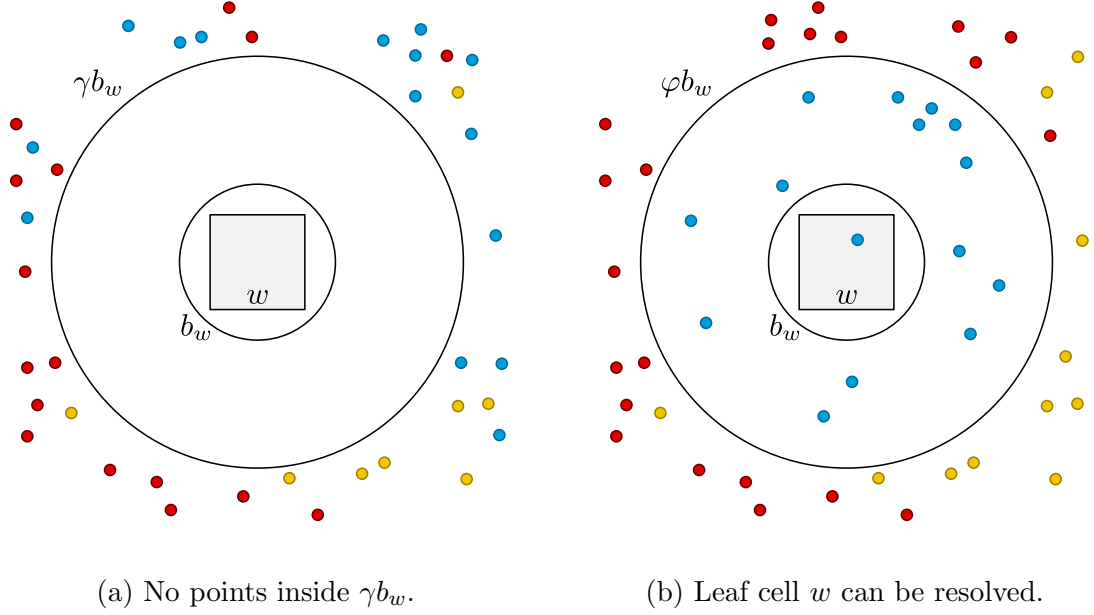 γb_w
w
b_w
(a) No points inside γb_w.
φb_w
w
b_w
(b) Leaf cell w can be resolved.